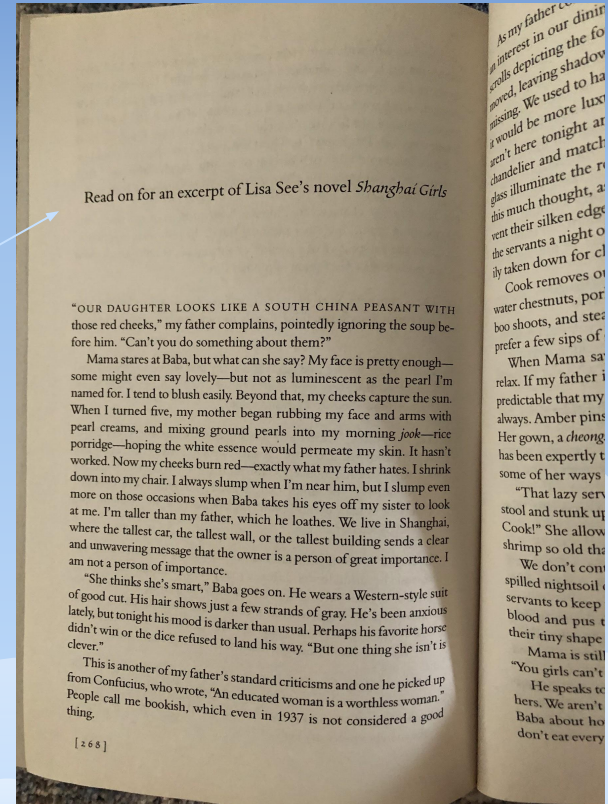 Read on for an excerpt of Lisa See's novel Shanghai Girls
“OUR DAUGHTER LOOKS LIKE A SOUTH CHINA PEASANT WITH
those red cheeks,” my father complains, pointedly ignoring the soup be-
fore him. “Can't you do something about them?”
Mama stares at Baba, but what can she say? My face is pretty enough—
some might even say lovely—but not as luminescent as the pearl I'm
named for. I tend to blush easily. Beyond that, my cheeks capture the sun.
When I turned five, my mother began rubbing my face and arms with
pearl creams, and mixing ground pearls into my morning jook—rice
porridge—hoping the white essence would permeate my skin. It hasn't
worked. Now my cheeks burn red—exactly what my father hates. I shrink
down into my chair. I always slump when I'm near him, but I slump even
more on those occasions when Baba takes his eyes off my sister to look
at me. I'm taller than my father, which he loathes. We live in Shanghai,
where the tallest car, the tallest wall, or the tallest building sends a clear
and unwavering message that the owner is a person of great importance. I
am not a person of importance.
“She thinks she's smart,” Baba goes on. He wears a Western-style suit
of good cut. His hair shows just a few strands of gray. He's been anxious
lately, but tonight his mood is darker than usual. Perhaps his favorite horse
didn't win or the dice refused to land his way. “But one thing she isn't is
clever.”
This is another of my father's standard criticisms and one he picked up
from Confucius, who wrote, “An educated woman is a worthless woman.”
People call me bookish, which even in 1937 is not considered a good
thing.
[268]
As my father
an interest in our
scrolls depicting the
moved, leaving
missing. We used to
it would be more
aren't here tonight
chandelier and
glass illuminate the
this much thought,
vent their silken
the servants a night
ily taken down for
Cook removes
water chestnuts,
boo shoots, and
prefer a few sips of
When Mama
relax. If my father
predictable that my
always. Amber pins
Her gown, a
has been expertly
some of her ways
“That lazy
stool and stunk
Cook!” She
shrimp so old
We don't
spilled nightsoil
servants to keep
blood and pus
their tiny shape
Mama is
“You girls can't
He speaks
hers. We aren't
Baba about
don't eat